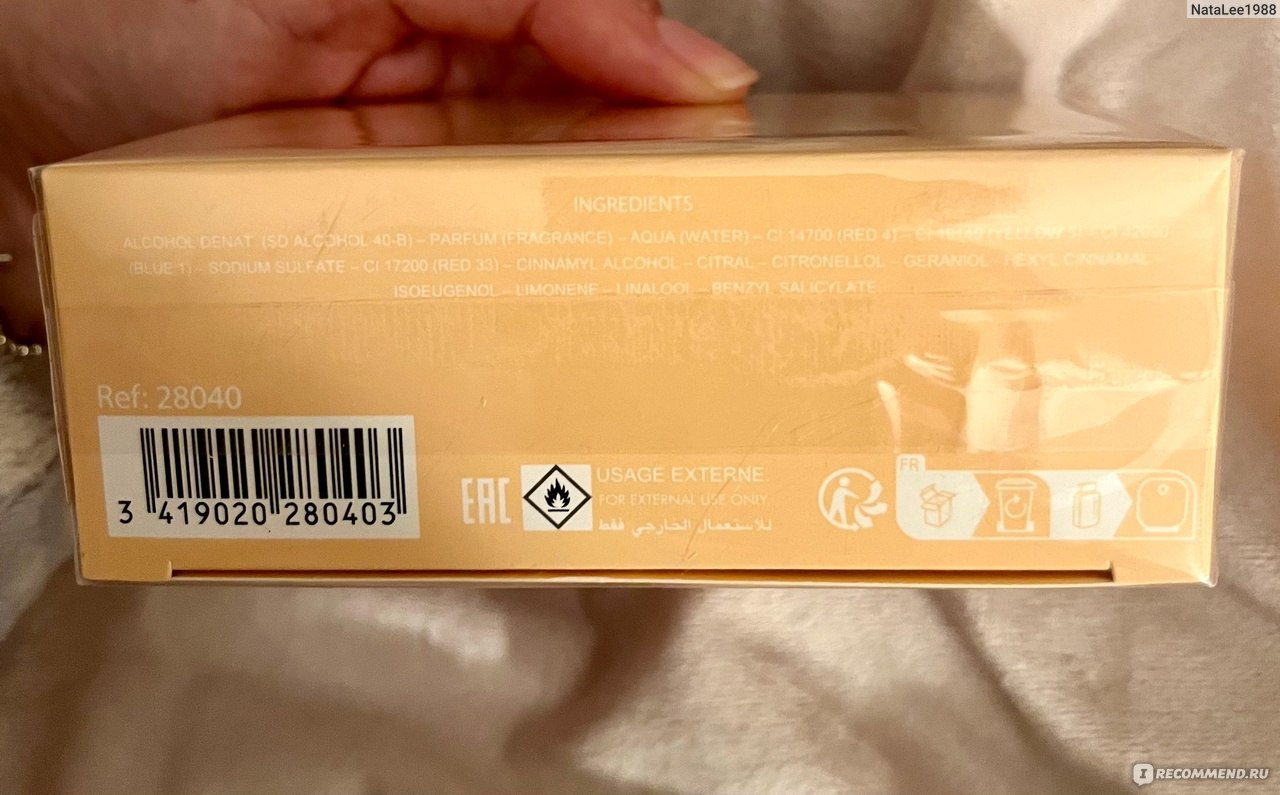 NataLee1988
INGREDIENTS
ALCOHOL DENAT. (SD ALCOHOL 40-B) – PARFUM (FRAGRANCE) – AQUA (WATER) – CI 14700 (RED 4) –
(BLUE 1) – SODIUM SULFATE – CI 17200 (RED 33) – CINNAMYL ALCOHOL – CITRAL – CITRONELLOL – GERANIOL – HEXYL CINNAMAL
ISOEUGENOL – LIMONENE – LINALOOL – BENZYL SALICYLATE
Ref: 28040
3 419020 280403
EAC
USAGE EXTERNE.
FOR EXTERNAL USE ONLY.
للاستعمال الخارجي فقط
FR
I RECOMMEND.RU